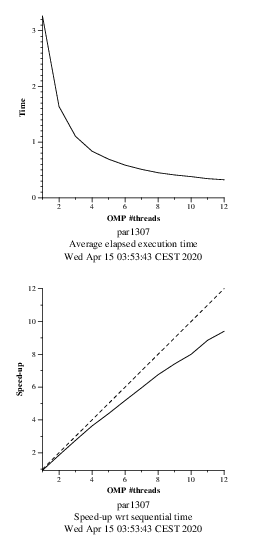 3
2
1
0
Time
2
4
6
8
10
12
OMP #threads
par1307
Average elapsed execution time
Wed Apr 15 03:53:43 CEST 2020
12
10
8
6
4
2
Speed-up
2
4
6
8
10
12
OMP #threads
par1307
Speed-up wrt sequential time
Wed Apr 15 03:53:43 CEST 2020